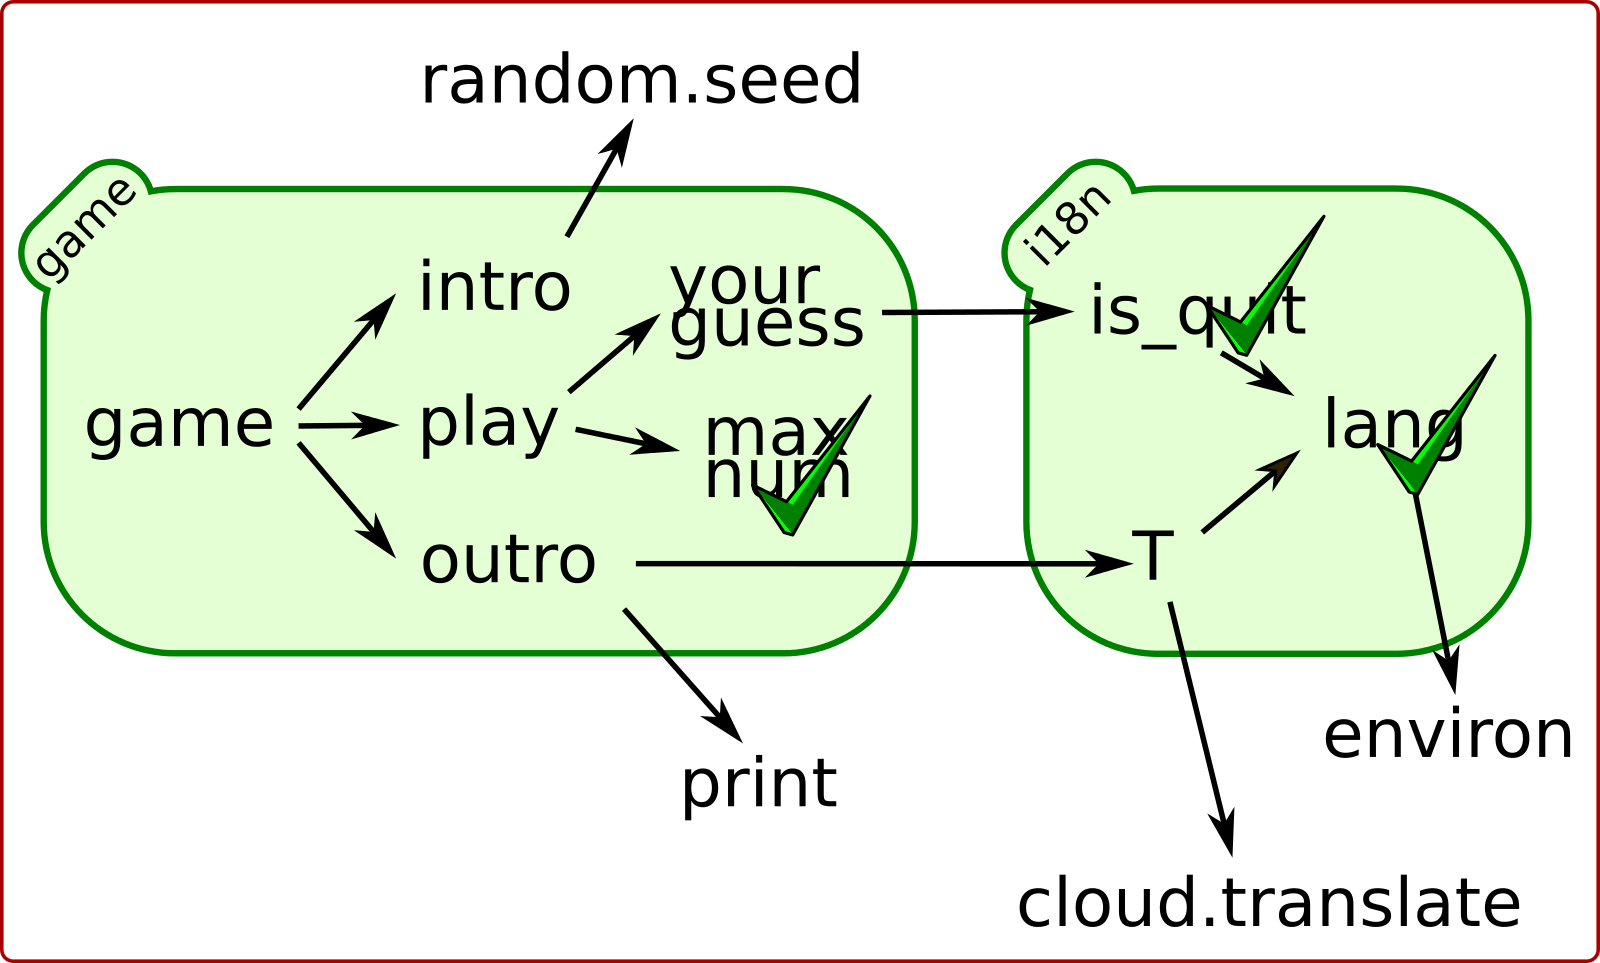 random.seed
game
i18n
intro
your
guess
is_quit
game
play
max
num
lang
outro
T
print
environ
cloud.translate